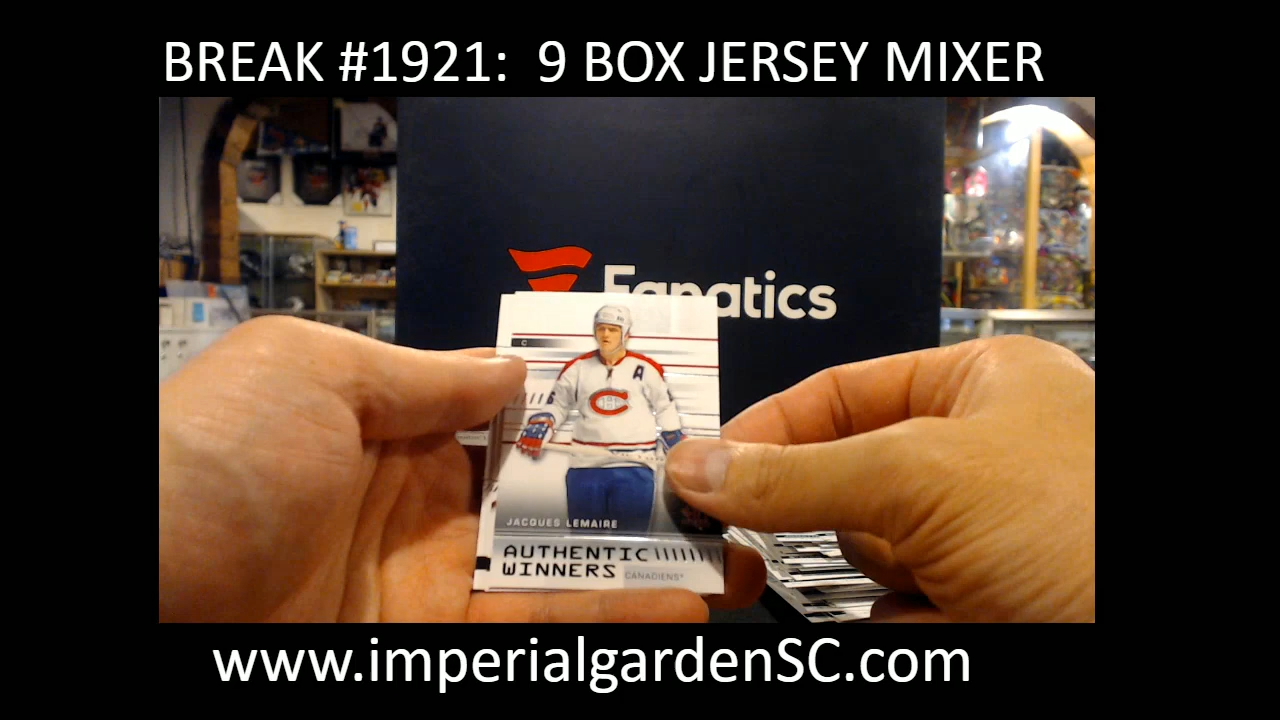 BREAK #1921:  9 BOX JERSEY MIXER
Fanatics
C
A
C
JACQUES LEMAIRE
AUTHENTIC
WINNERS CANADIENS
www.imperialgardenSC.com